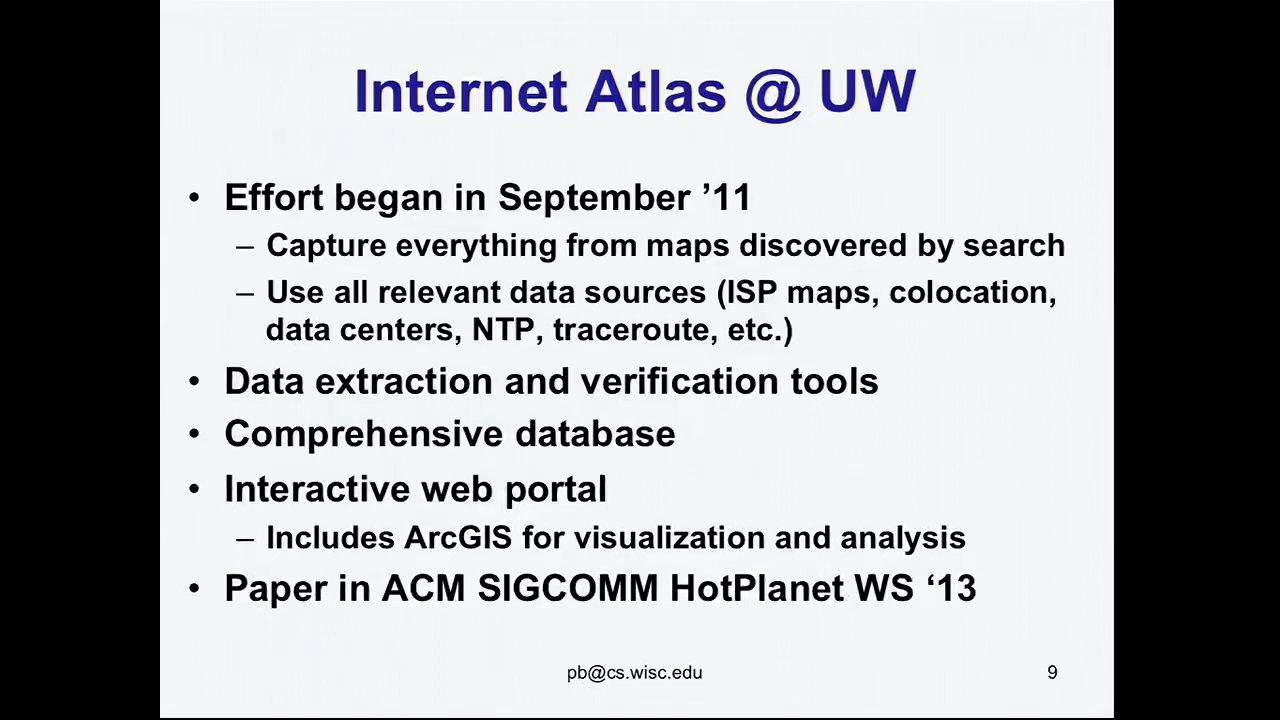 Internet Atlas @ UW
• Effort began in September ’11
– Capture everything from maps discovered by search
– Use all relevant data sources (ISP maps, colocation,
data centers, NTP, traceroute, etc.)
• Data extraction and verification tools
• Comprehensive database
• Interactive web portal
– Includes ArcGIS for visualization and analysis
• Paper in ACM SIGCOMM HotPlanet WS ‘13
pb@cs.wisc.edu
9